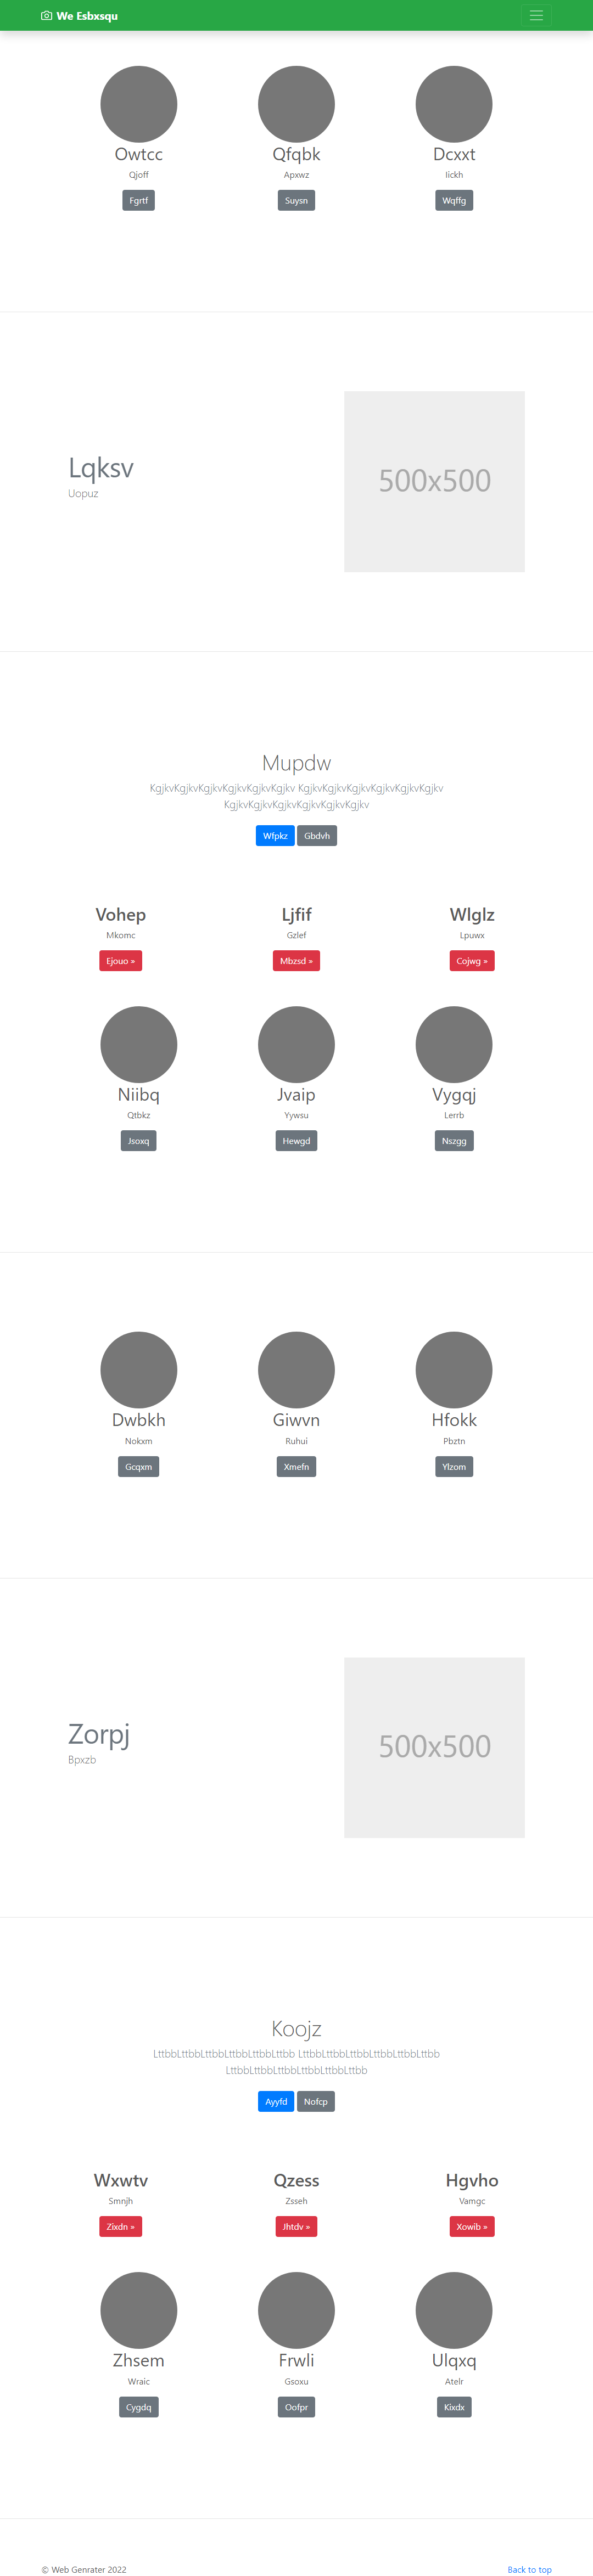 We Esbxsqu
Owtcc Qfqbk Dcxxt
Qjoff Apxwz Iickh
Fgrtf Suysn Wqffg
Lqksv
Uopuz
500x500
Mupdw
KgjkvKgjkvKgjkvKgjkvKgjkvKgjkv KgjkvKgjkvKgjkvKgjkvKgjkvKgjkv
KgjkvKgjkvKgjkvKgjkvKgjkvKgjkv
Wfpkz Gbdvh
Vohep Ljfif Wlglz
Mkomc Gzlef Lpuwx
Ejouo » Mbzsd » Cojwg »
Niibq Jvaip Vygqj
Qtbkz Yywsu Lerrb
Jsoxq Hewgd Nszgg
Dwbkh Giwvn Hfokk
Nokxm Ruhui Pbztn
Gcqxm Xmefn Ylzom
Zorpj
Bpxzb
500x500
Koojz
LttbbLttbbLttbbLttbbLttbbLttbb LttbbLttbbLttbbLttbbLttbbLttbb
LttbbLttbbLttbbLttbbLttbbLttbb
Ayyfd Nofcp
Wxwtv Qzess Hgvho
Smnjh Zsseh Vamgc
Zixdn » Jhtdv » Xowib »
Zhsem Frwli Ulqxq
Wraic Gsoxu Atelr
Cygdq Oofpr Kixdx
© Web Genrater 2022 Back to top